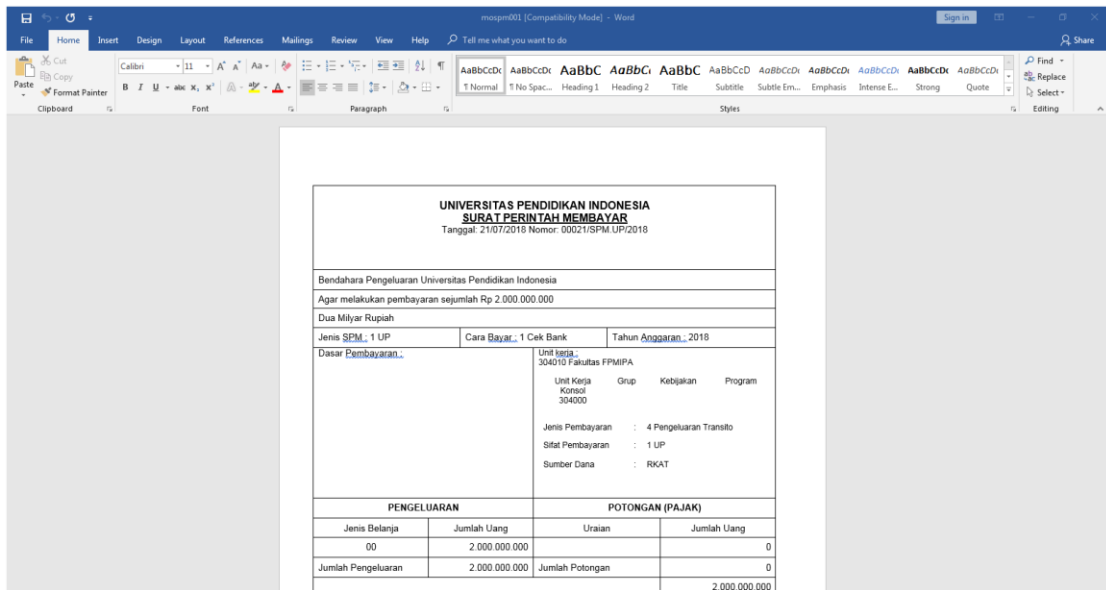 mospm001 [Compatibility Mode] - Word
Sign in
File Home Insert Design Layout References Mailings Review View Help Tell me what you want to do Share
Paste
Cut
Copy
Format Painter
Clipboard
Calibri 11 A A Aa
B I U abc x, x² A
Font
Paragraph
AaBbCcDc AaBbCcDc AaBbC AaBbCc AaBbC AaBbCcD AaBbCcDt AaBbCcDt AaBbCcDt AaBbCcDc AaBbCcDt
¶ Normal ¶ No Spac... Heading 1 Heading 2 Title Subtitle Subtle Em... Emphasis Intense E... Strong Quote
Styles
Find
Replace
Select
Editing
UNIVERSITAS PENDIDIKAN INDONESIA
SURAT PERINTAH MEMBAYAR
Tanggal: 21/07/2018 Nomor: 00021/SPM.UP/2018
Bendahara Pengeluaran Universitas Pendidikan Indonesia
Agar melakukan pembayaran sejumlah Rp 2.000.000.000
Dua Milyar Rupiah
Jenis SPM : 1 UP Cara Bayar : 1 Cek Bank Tahun Anggaran : 2018
Dasar Pembayaran :
Unit kerja :
304010 Fakultas FPMIPA
Unit Kerja Grup Kebijakan Program
Konsol
304000
Jenis Pembayaran : 4 Pengeluaran Transito
Sifat Pembayaran : 1 UP
Sumber Dana : RKAT
PENGELUARAN POTONGAN (PAJAK)
Jenis Belanja Jumlah Uang Uraian Jumlah Uang
00 2.000.000.000 0
Jumlah Pengeluaran 2.000.000.000 Jumlah Potongan 0
2.000.000.000